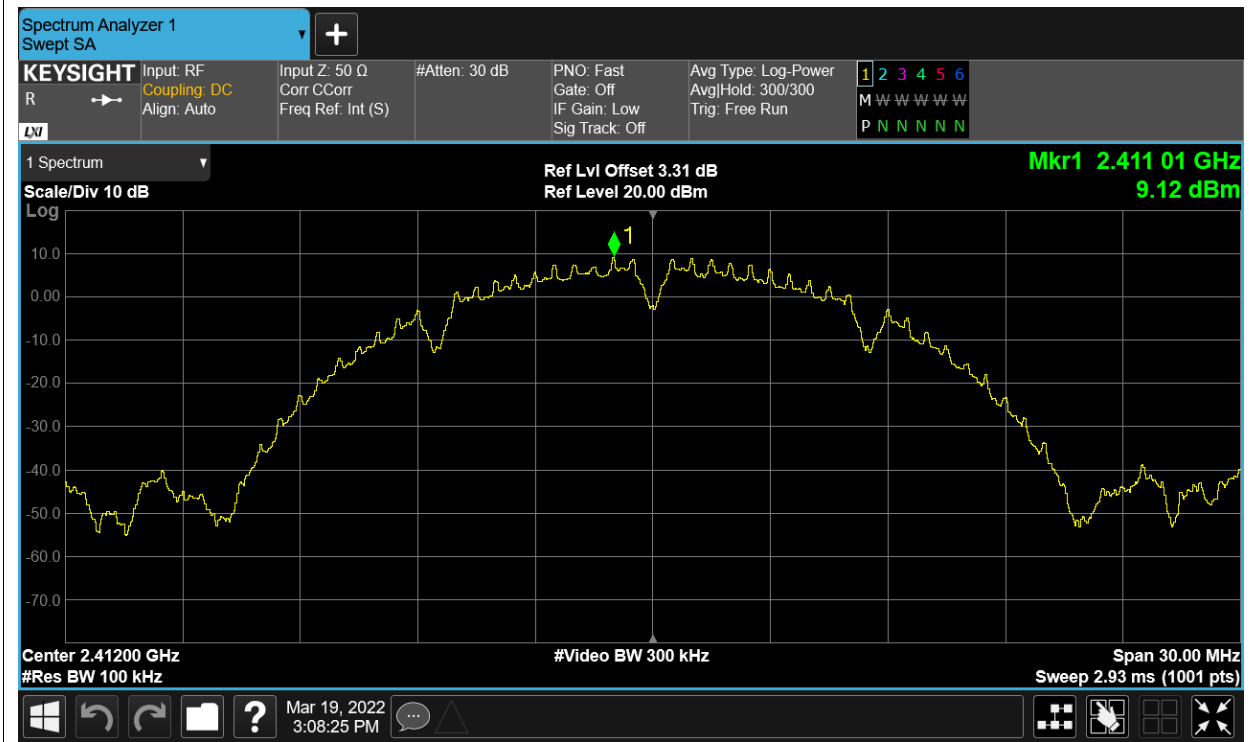 Spectrum Analyzer 1
Swept SA
KEYSIGHT
R
LXI
Input: RF
Coupling: DC
Align: Auto
Input Z: 50 Ω
Corr CCorr
Freq Ref: Int (S)
#Atten: 30 dB
PNO: Fast
Gate: Off
IF Gain: Low
Sig Track: Off
Avg Type: Log-Power
Avg|Hold: 300/300
Trig: Free Run
1 2 3 4 5 6
M W W W W W
P N N N N N
1 Spectrum
Scale/Div 10 dB
Log
Ref Lvl Offset 3.31 dB
Ref Level 20.00 dBm
Mkr1 2.411 01 GHz
9.12 dBm
1
10.0
0.00
-10.0
-20.0
-30.0
-40.0
-50.0
-60.0
-70.0
Center 2.41200 GHz
#Res BW 100 kHz
#Video BW 300 kHz
Span 30.00 MHz
Sweep 2.93 ms (1001 pts)
?
Mar 19, 2022
3:08:25 PM